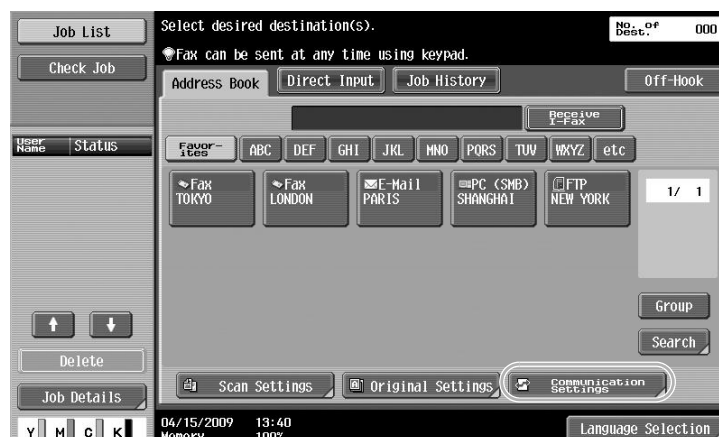 Job List
Check Job
User Name Status
Delete
Job Details
Y M C K
Select desired destination(s).
No. of Dest. 000
Fax can be sent at any time using keypad.
Address Book Direct Input Job History Off-Hook
Receive I-Fax
Favor-ites ABC DEF GHI JKL MNO PQRS TUV WXYZ etc
Fax Fax E-Mail PC (SMB) FTP
TOKYO LONDON PARIS SHANGHAI NEW YORK
1/ 1
Group
Search
Scan Settings Original Settings Communication Settings
04/15/2009 13:40
Memory 100% Language Selection